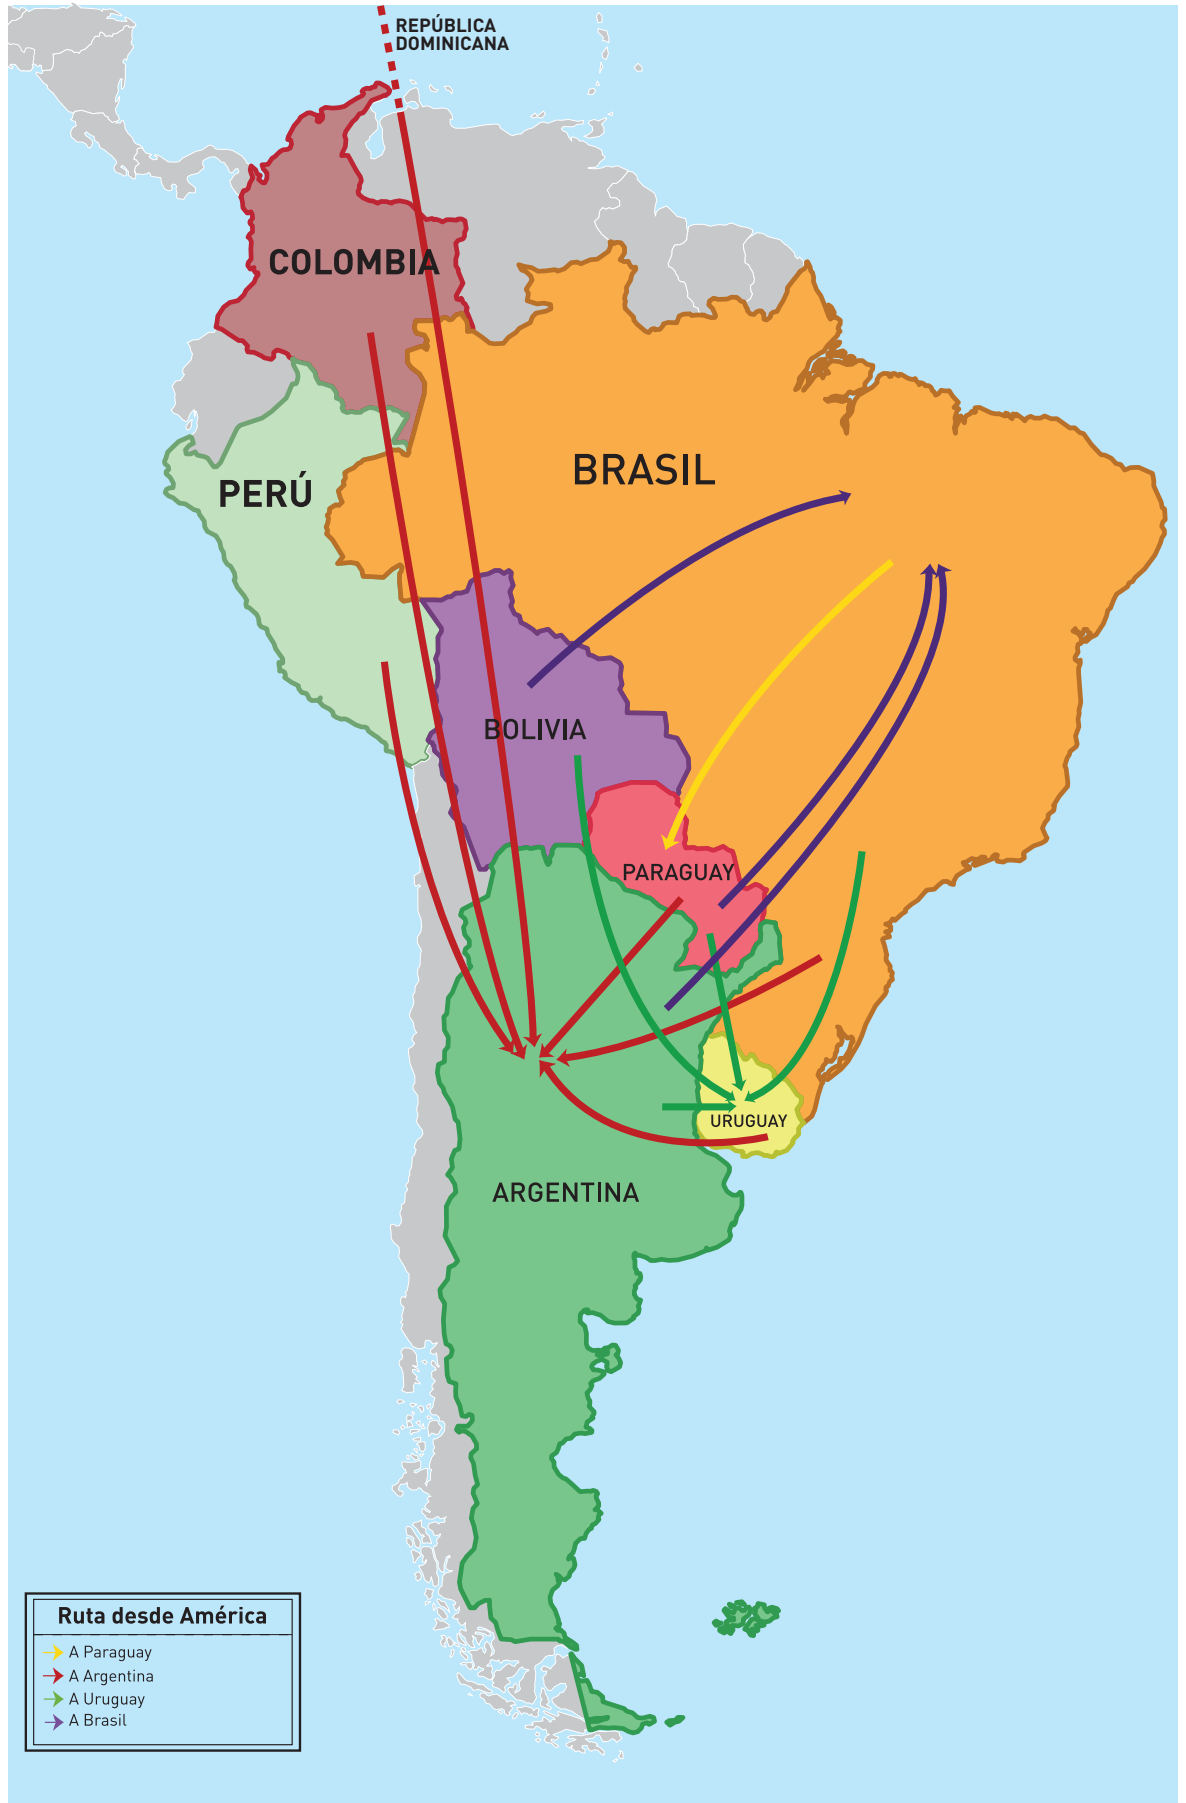 REPÚBLICA
DOMINICANA
COLOMBIA
BRASIL
PERÚ
BOLIVIA
PARAGUAY
URUGUAY
ARGENTINA
Ruta desde América
A Paraguay
A Argentina
A Uruguay
A Brasil